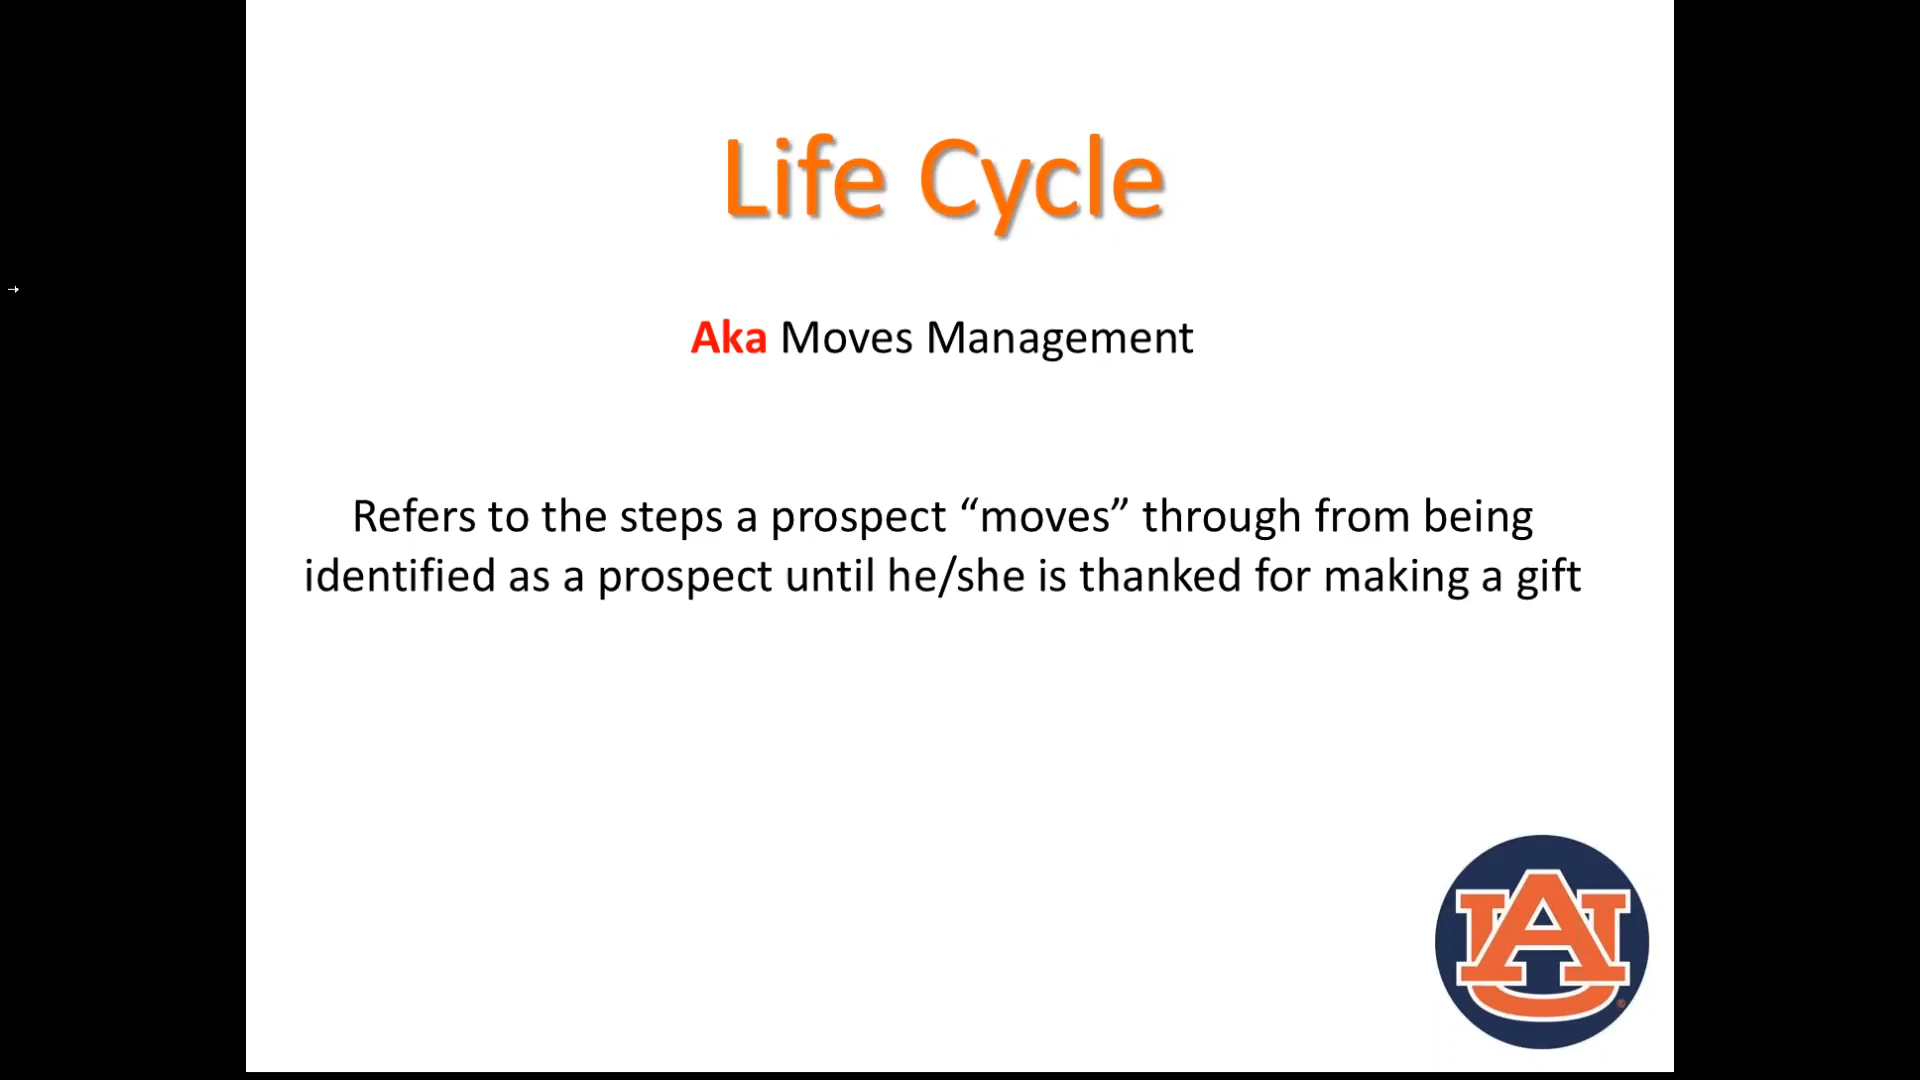 Life Cycle
Aka Moves Management
Refers to the steps a prospect “moves” through from being
identified as a prospect until he/she is thanked for making a gift
AU